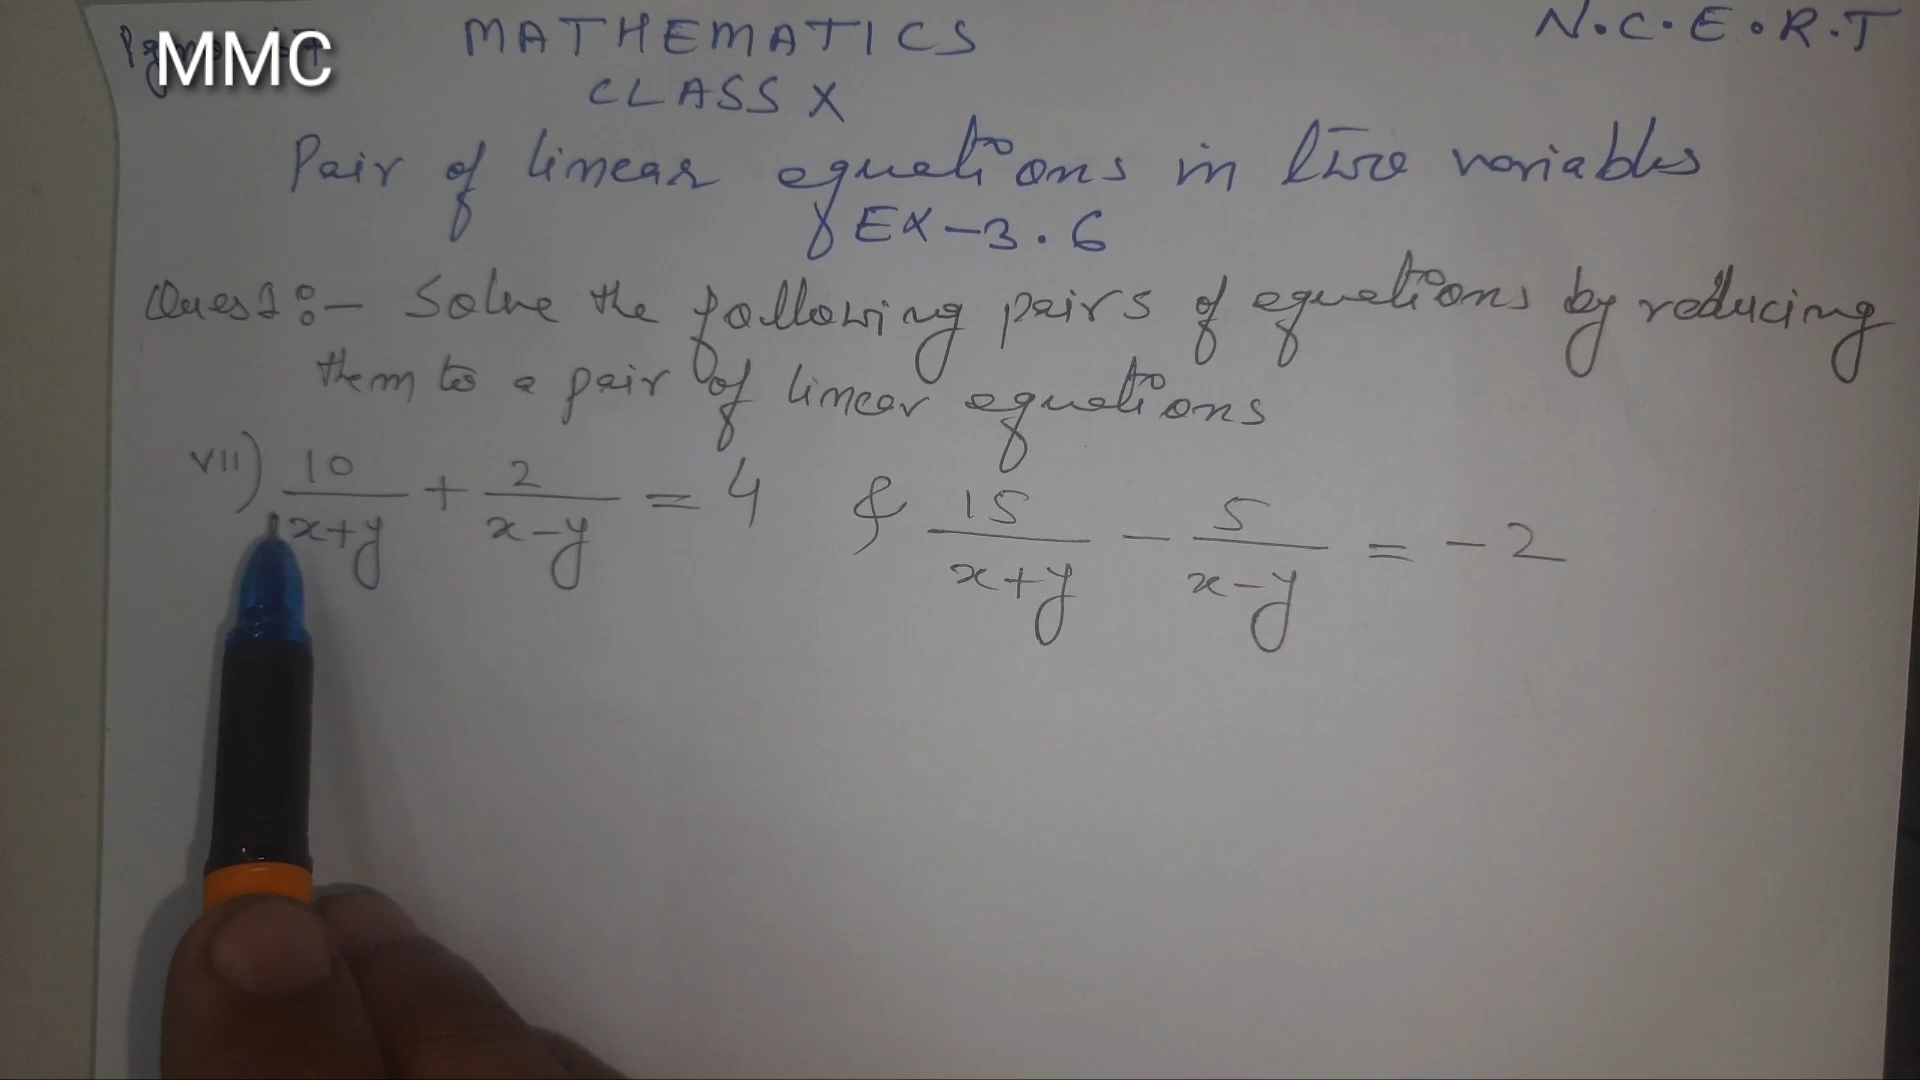 MMC
MATHEMATICS
N.C.E.R.T
CLASS X
Pair of linear equations in two variables
EX-3.6
Ques1:- Solve the following pairs of equations by reducing
them to a pair of linear equations
VII) 10/(x+y) + 2/(x-y) = 4 & 15/(x+y) - 5/(x-y) = -2